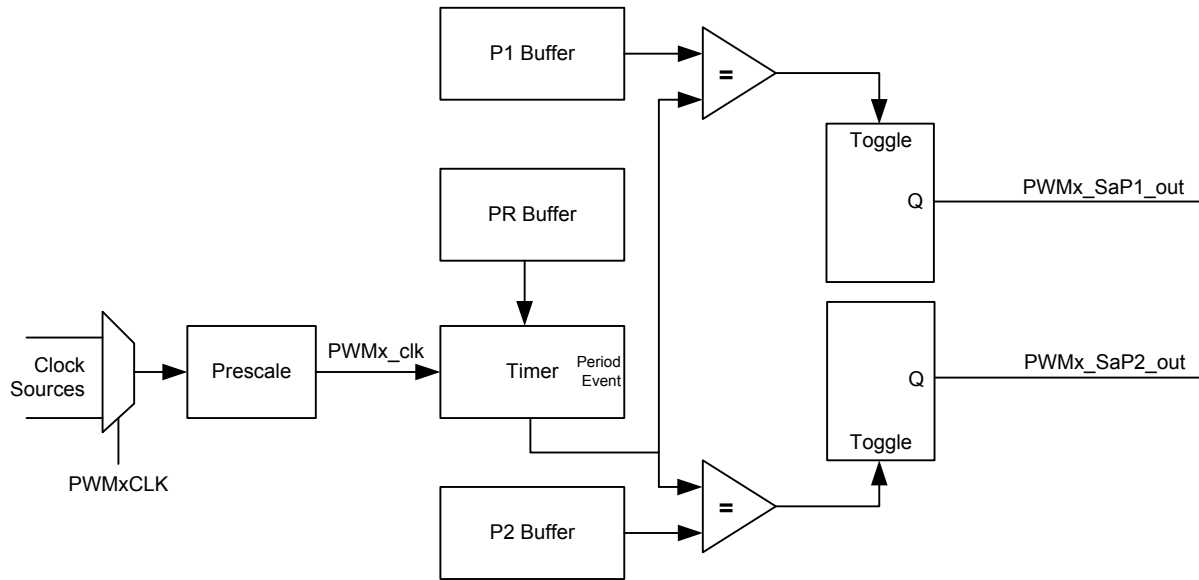 P1 Buffer
=
Toggle
Q
PWMx_SaP1_out
PR Buffer
Clock
Sources
Prescale
PWMx_clk
Timer
Period
Event
PWMxCLK
Q
PWMx_SaP2_out
Toggle
P2 Buffer
=